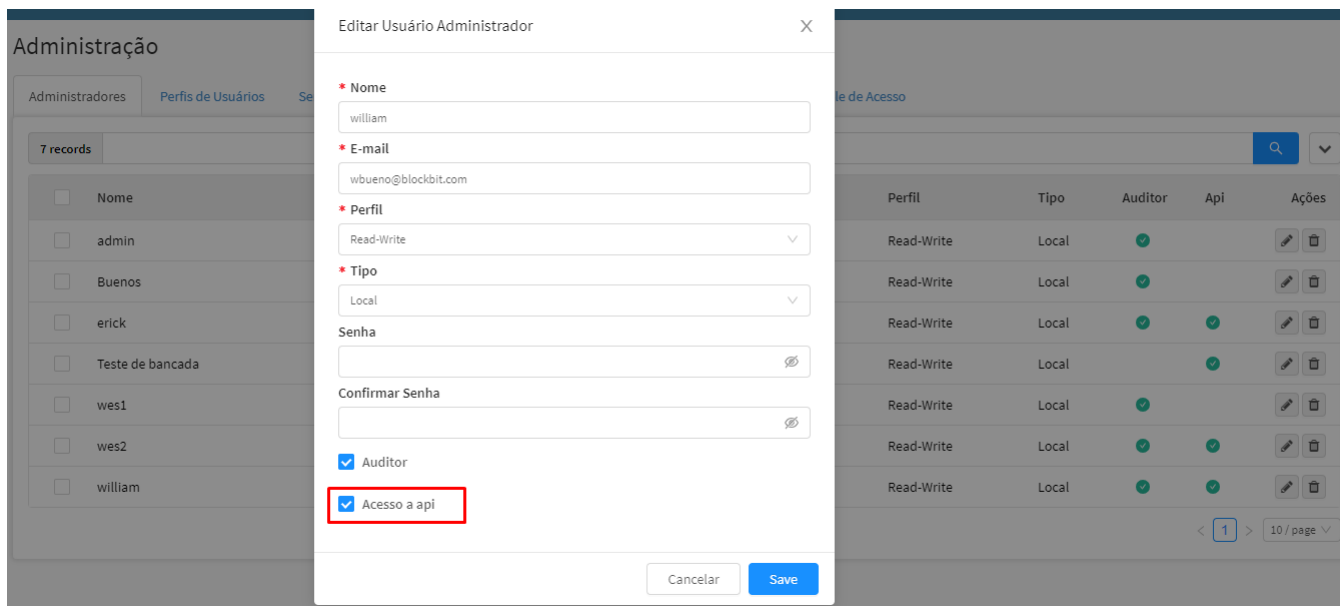 Administração
Administradores Perfis de Usuários Se le de Acesso
7 records
Nome Perfil Tipo Auditor Api Ações
admin Read-Write Local
Buenos Read-Write Local
erick Read-Write Local
Teste de bancada Read-Write Local
wes1 Read-Write Local
wes2 Read-Write Local
william Read-Write Local
< 1 > 10 / page
Editar Usuário Administrador
* Nome
william
* E-mail
wbueno@blockbit.com
* Perfil
Read-Write
* Tipo
Local
Senha
Confirmar Senha
Auditor
Acesso a api
Cancelar Save